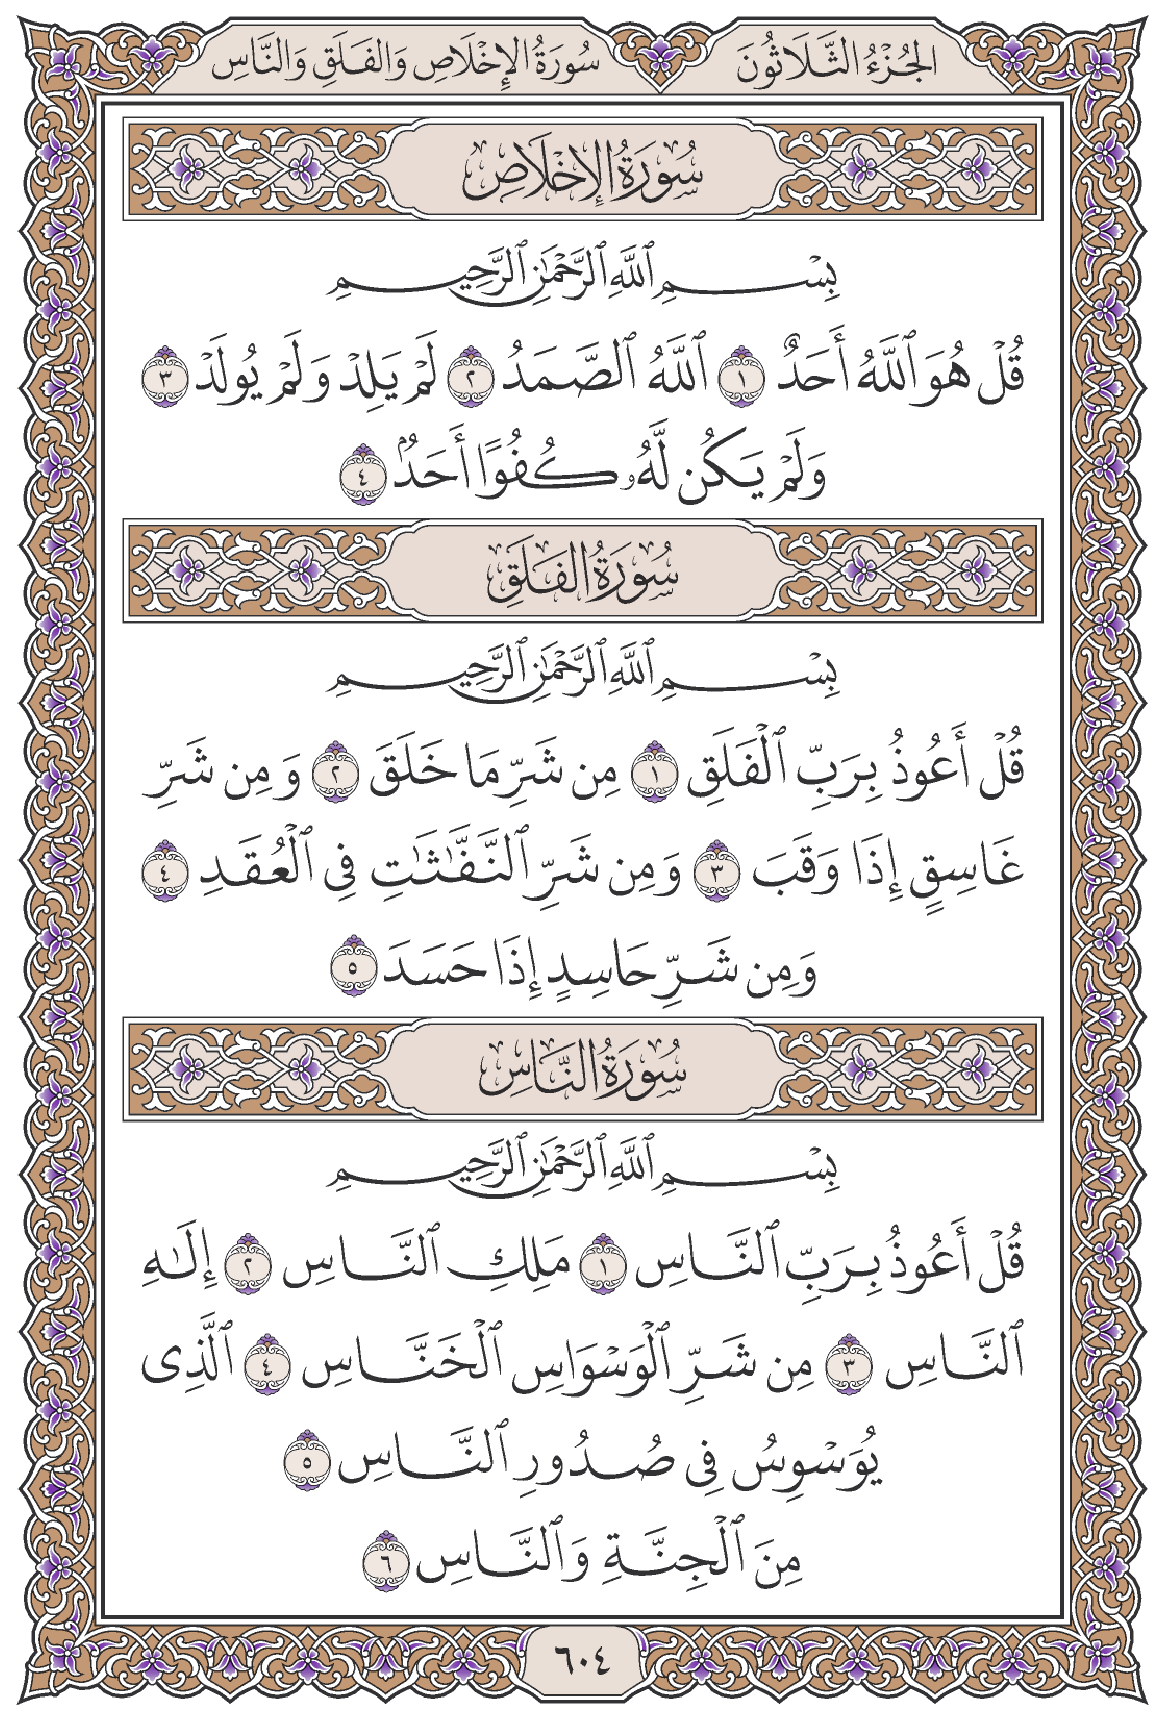 الجُزْءُ الثَّلَاثُونَ
سُورَةُ الإِخْلَاصِ وَالفَلَقِ وَالنَّاسِ
سُورَةُ الإِخْلَاصِ
بِسْمِ ٱللَّهِ ٱلرَّحْمَٰنِ ٱلرَّحِيمِ
قُلْ هُوَ ٱللَّهُ أَحَدٌ ١ ٱللَّهُ ٱلصَّمَدُ ٢ لَمْ يَلِدْ وَلَمْ يُولَدْ ٣
وَلَمْ يَكُن لَّهُۥ كُفُوًا أَحَدٌۢ ٤
سُورَةُ الفَلَقِ
بِسْمِ ٱللَّهِ ٱلرَّحْمَٰنِ ٱلرَّحِيمِ
قُلْ أَعُوذُ بِرَبِّ ٱلْفَلَقِ ١ مِن شَرِّ مَا خَلَقَ ٢ وَمِن شَرِّ
غَاسِقٍ إِذَا وَقَبَ ٣ وَمِن شَرِّ ٱلنَّفَّٰثَٰتِ فِى ٱلْعُقَدِ ٤
وَمِن شَرِّ حَاسِدٍ إِذَا حَسَدَ ٥
سُورَةُ النَّاسِ
بِسْمِ ٱللَّهِ ٱلرَّحْمَٰنِ ٱلرَّحِيمِ
قُلْ أَعُوذُ بِرَبِّ ٱلنَّاسِ ١ مَلِكِ ٱلنَّاسِ ٢ إِلَٰهِ
ٱلنَّاسِ ٣ مِن شَرِّ ٱلْوَسْوَاسِ ٱلْخَنَّاسِ ٤ ٱلَّذِى
يُوَسْوِسُ فِى صُدُورِ ٱلنَّاسِ ٥
مِنَ ٱلْجِنَّةِ وَٱلنَّاسِ ٦
٦٠٤